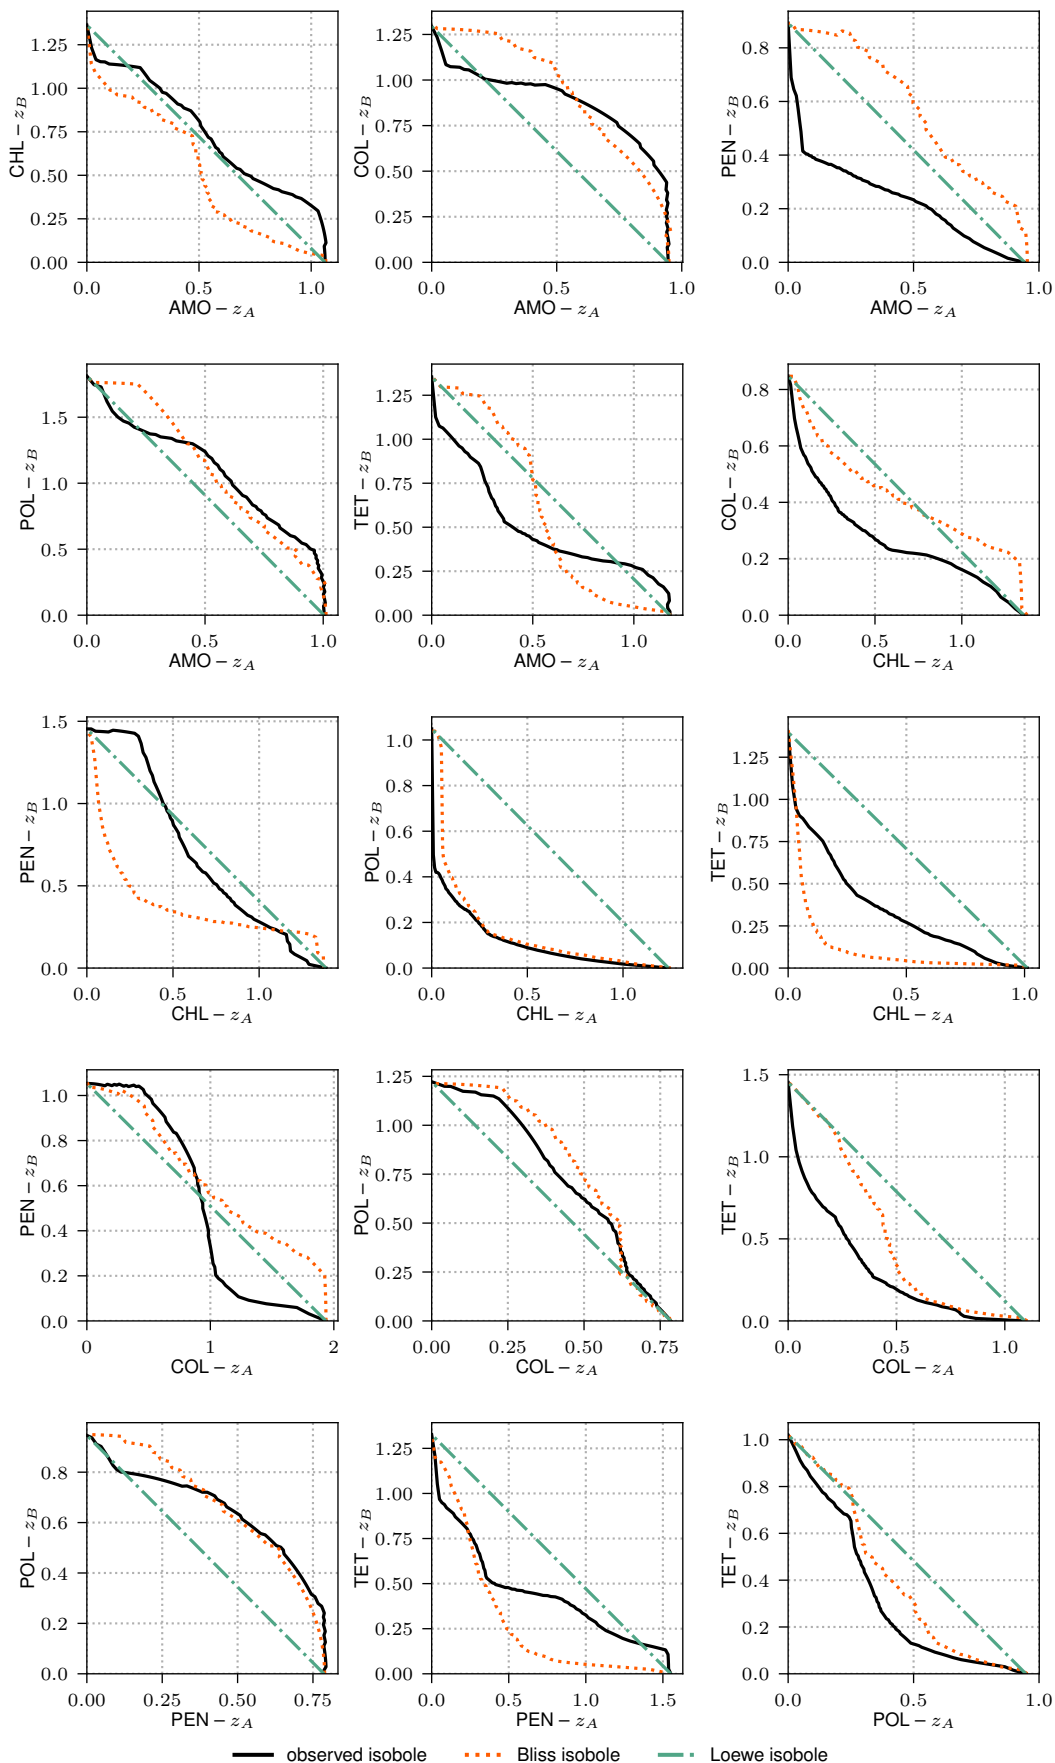 1.25
1.00
0.75
0.50
0.25
0.00
CHL − z_B
0.0 0.5 1.0
AMO − z_A
1.25
1.00
0.75
0.50
0.25
0.00
COL − z_B
0.0 0.5 1.0
AMO − z_A
0.8
0.6
0.4
0.2
0.0
PEN − z_B
0.0 0.5 1.0
AMO − z_A
1.5
1.0
0.5
0.0
POL − z_B
0.0 0.5 1.0
AMO − z_A
1.25
1.00
0.75
0.50
0.25
0.00
TET − z_B
0.0 0.5 1.0
AMO − z_A
0.8
0.6
0.4
0.2
0.0
COL − z_B
0.0 0.5 1.0
CHL − z_A
1.5
1.0
0.5
0.0
PEN − z_B
0.0 0.5 1.0
CHL − z_A
1.0
0.8
0.6
0.4
0.2
0.0
POL − z_B
0.0 0.5 1.0
CHL − z_A
1.25
1.00
0.75
0.50
0.25
0.00
TET − z_B
0.0 0.5 1.0
CHL − z_A
1.0
0.8
0.6
0.4
0.2
0.0
PEN − z_B
0 1 2
COL − z_A
1.25
1.00
0.75
0.50
0.25
0.00
POL − z_B
0.00 0.25 0.50 0.75
COL − z_A
1.5
1.0
0.5
0.0
TET − z_B
0.0 0.5 1.0
COL − z_A
0.8
0.6
0.4
0.2
0.0
POL − z_B
0.00 0.25 0.50 0.75
PEN − z_A
1.25
1.00
0.75
0.50
0.25
0.00
TET − z_B
0.0 0.5 1.0 1.5
PEN − z_A
1.0
0.8
0.6
0.4
0.2
0.0
TET − z_B
0.0 0.5 1.0
POL − z_A
observed isobole Bliss isobole Loewe isobole